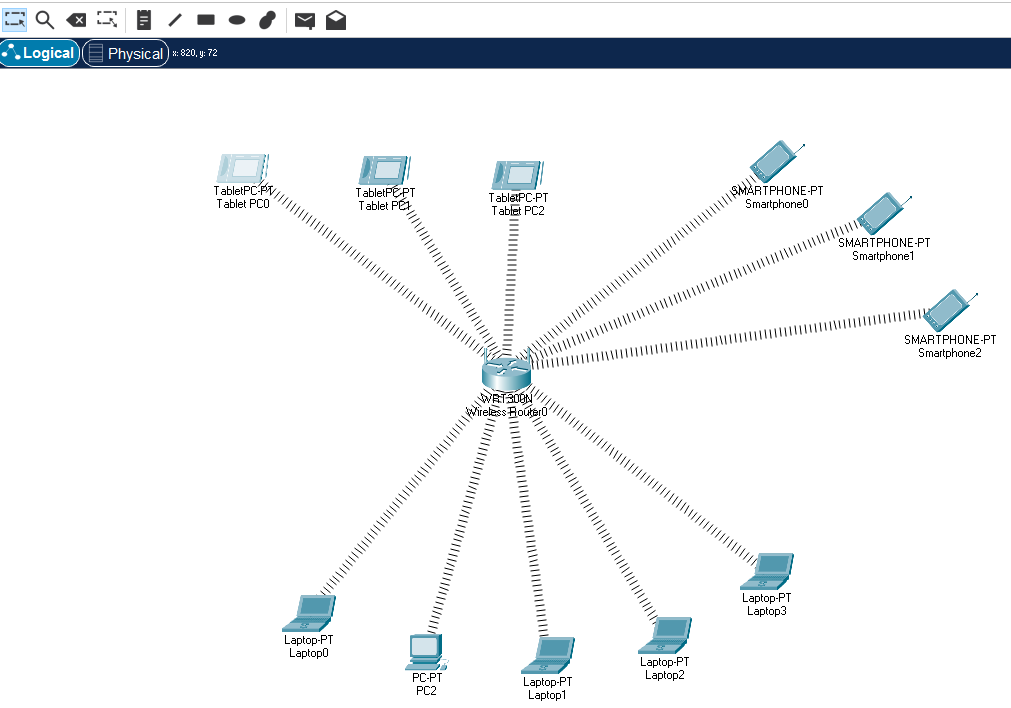 Logical
Physical
x: 820, y: 72
TabletPC-PT
Tablet PC0
TabletPC-PT
Tablet PC1
TabletPC-PT
Tablet PC2
SMARTPHONE-PT
Smartphone0
SMARTPHONE-PT
Smartphone1
SMARTPHONE-PT
Smartphone2
WRT300N
Wireless Router0
Laptop-PT
Laptop0
PC-PT
PC2
Laptop-PT
Laptop1
Laptop-PT
Laptop2
Laptop-PT
Laptop3